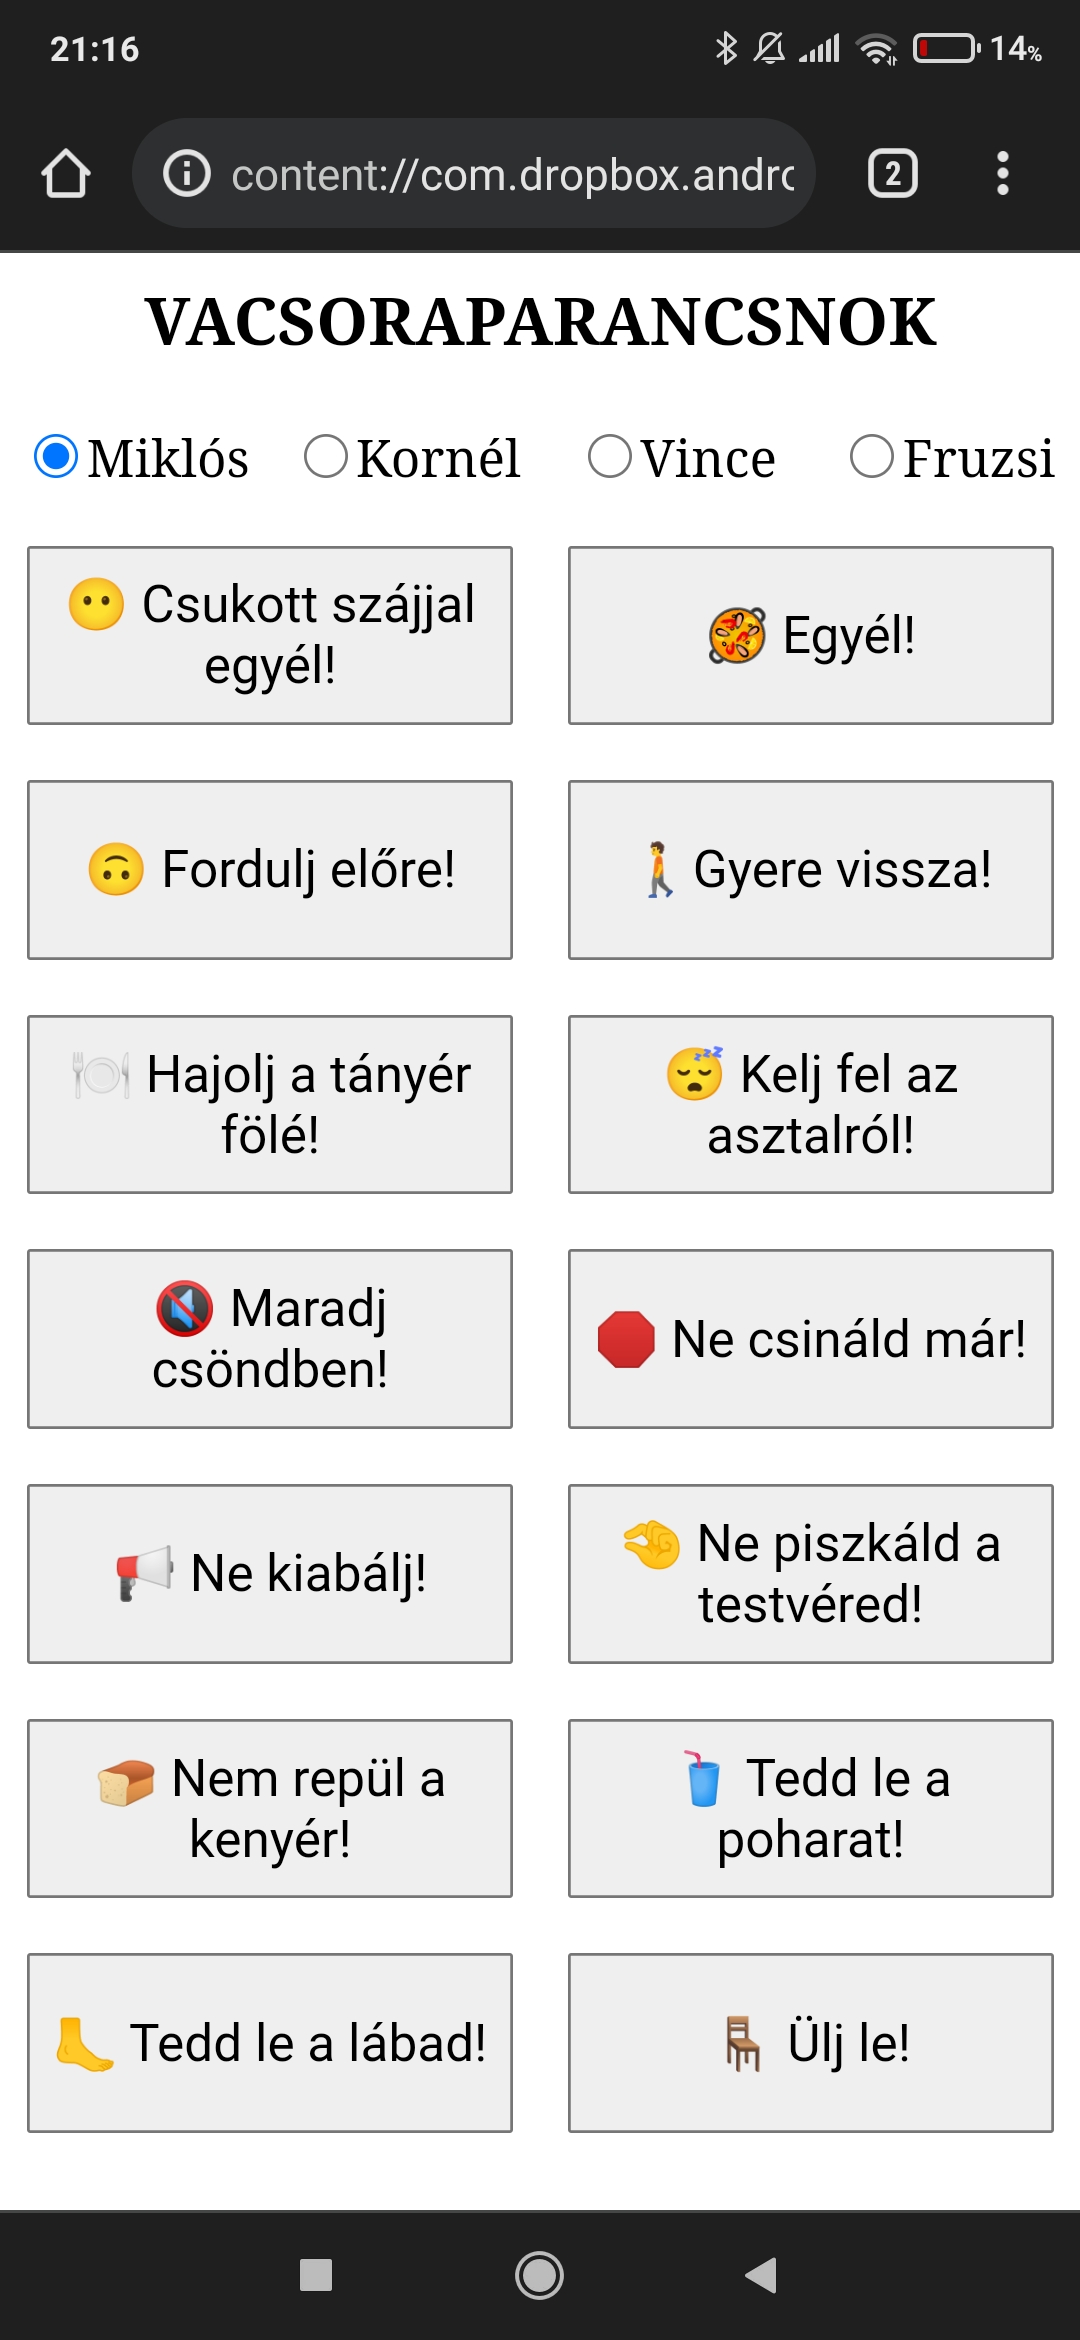 21:16
14%
content://com.dropbox.andro
2
VACSORAPARANCSNOK
Miklós Kornél Vince Fruzsi
😶 Csukott szájjal
egyél!
🥘 Egyél!
🙃 Fordulj előre!
🚶 Gyere vissza!
🍽️ Hajolj a tányér
fölé!
😴 Kelj fel az
asztalról!
🔇 Maradj
csöndben!
🛑 Ne csináld már!
📢 Ne kiabálj!
🤏 Ne piszkáld a
testvéred!
🍞 Nem repül a
kenyér!
🥤 Tedd le a
poharat!
🦶 Tedd le a lábad!
🪑 Ülj le!